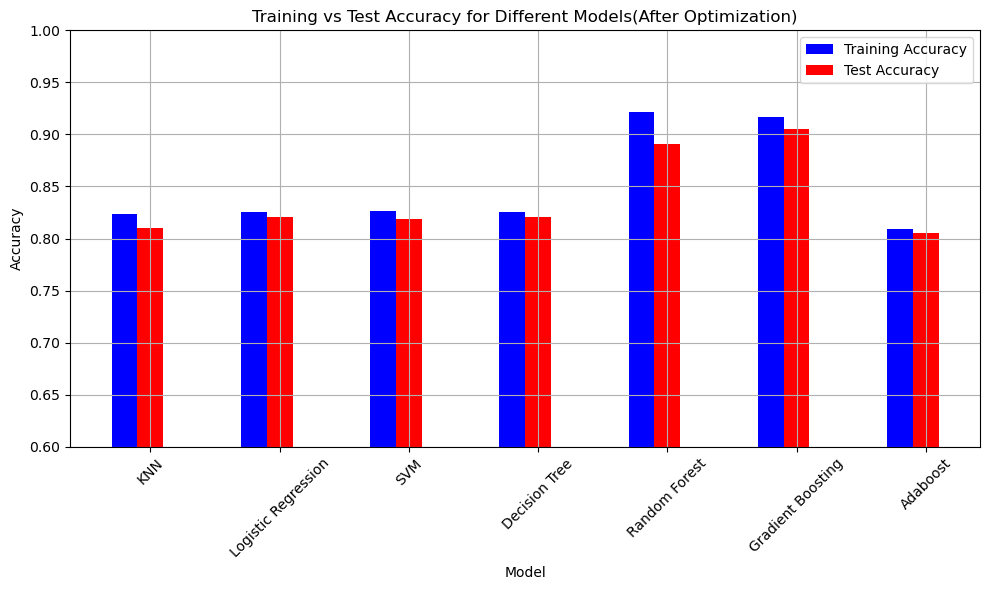 Training vs Test Accuracy for Different Models(After Optimization)
Training Accuracy
Test Accuracy
Accuracy
1.00
0.95
0.90
0.85
0.80
0.75
0.70
0.65
0.60
KNN
Logistic Regression
SVM
Decision Tree
Random Forest
Gradient Boosting
Adaboost
Model